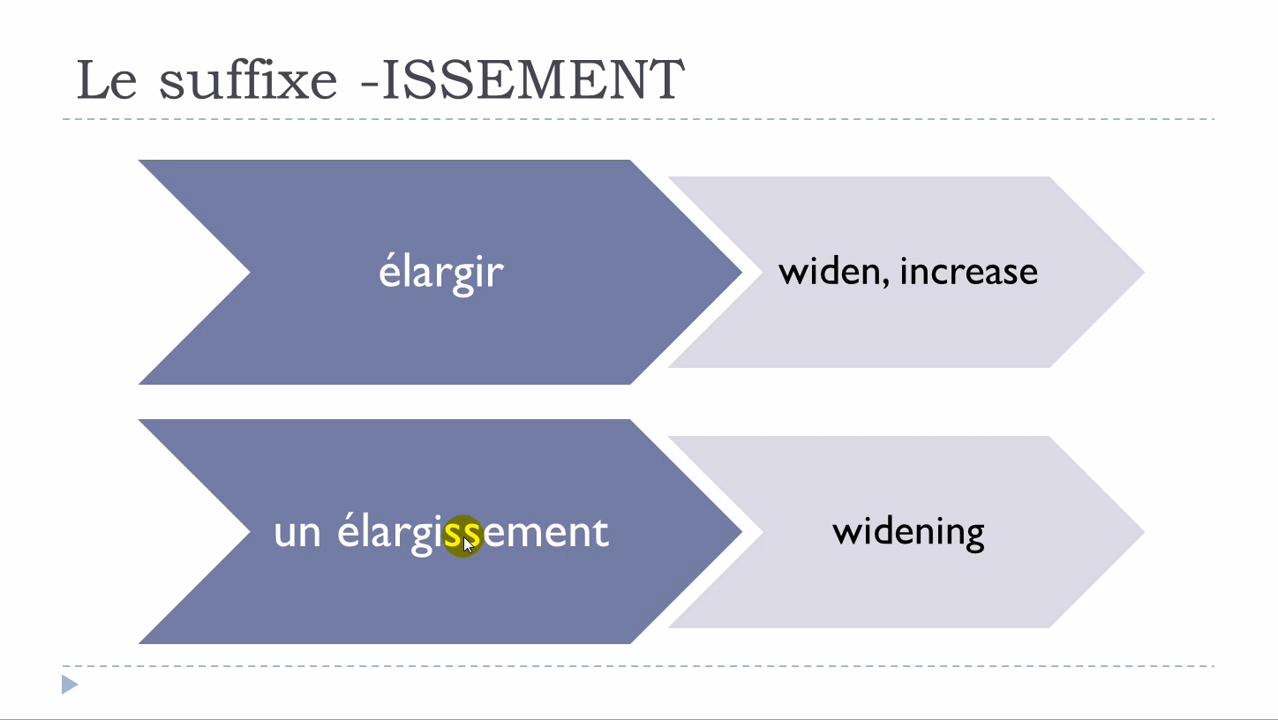 Le suffixe -ISSEMENT
élargir
widen, increase
un élargissement
widening